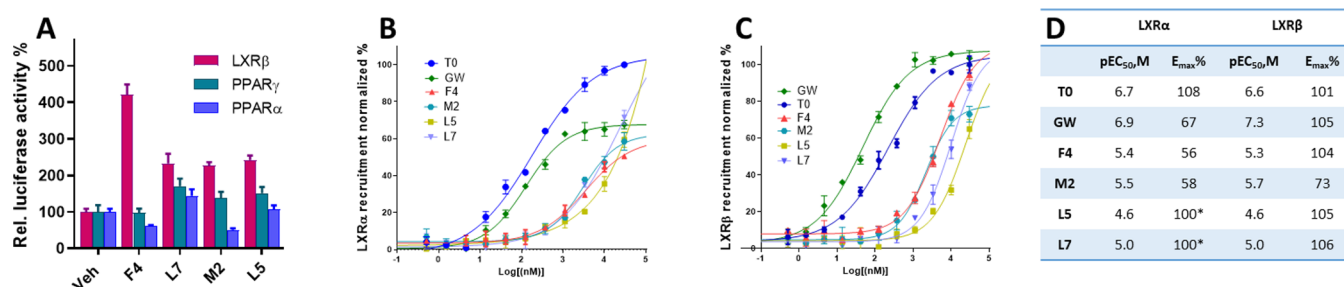 A
Rel. luciferase activity %
500
400
300
200
100
0
LXRβ
PPARγ
PPARα
Veh
F4
L7
M2
L5
B
LXRα recruitment normalized %
100
80
60
40
20
0
T0
GW
F4
M2
L5
L7
-1 0 1 2 3 4 5
Log[(nM)]
C
LXRβ recruitment normalized %
100
80
60
40
20
0
GW
T0
F4
M2
L5
L7
-1 0 1 2 3 4 5
Log[(nM)]
D
LXRα LXRβ
pEC50,M Emax% pEC50,M Emax%
T0 6.7 108 6.6 101
GW 6.9 67 7.3 105
F4 5.4 56 5.3 104
M2 5.5 58 5.7 73
L5 4.6 100* 4.6 105
L7 5.0 100* 5.0 106